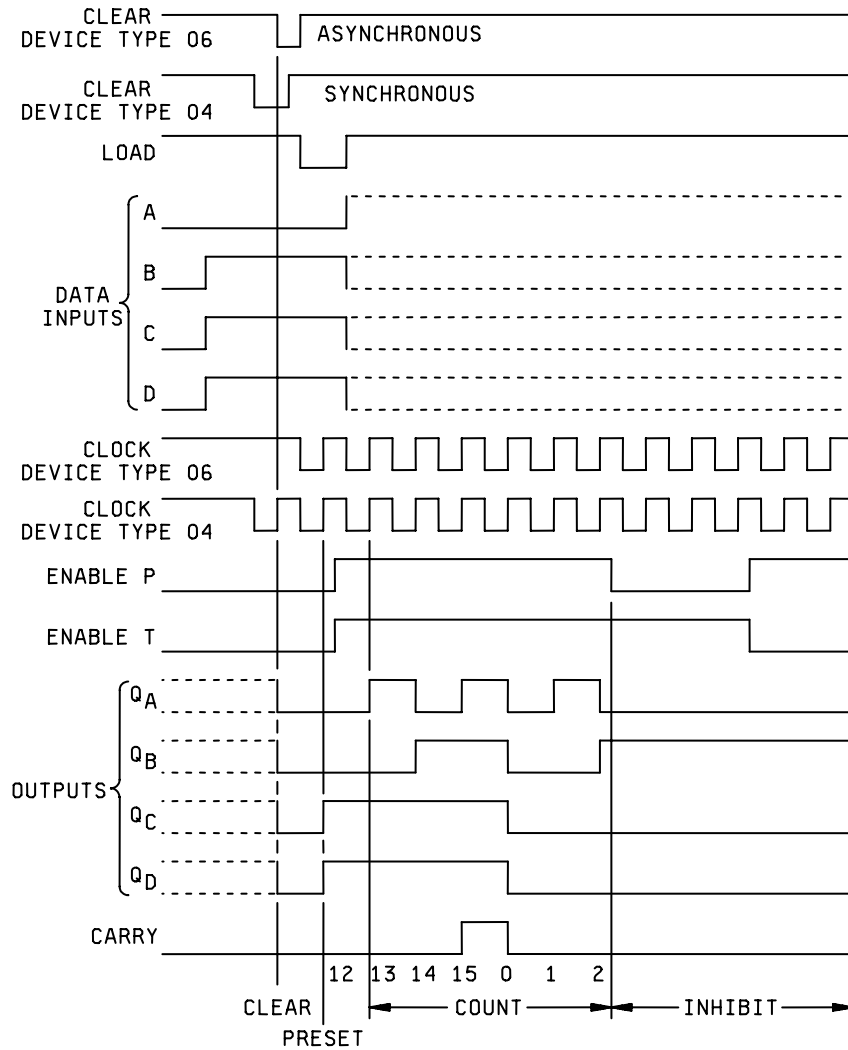 CLEAR
DEVICE TYPE 06
ASYNCHRONOUS
CLEAR
DEVICE TYPE 04
SYNCHRONOUS
LOAD
DATA
INPUTS
A
B
C
D
CLOCK
DEVICE TYPE 06
CLOCK
DEVICE TYPE 04
ENABLE P
ENABLE T
OUTPUTS
QA
QB
QC
QD
CARRY
12 13 14 15 0 1 2
CLEAR COUNT INHIBIT
PRESET